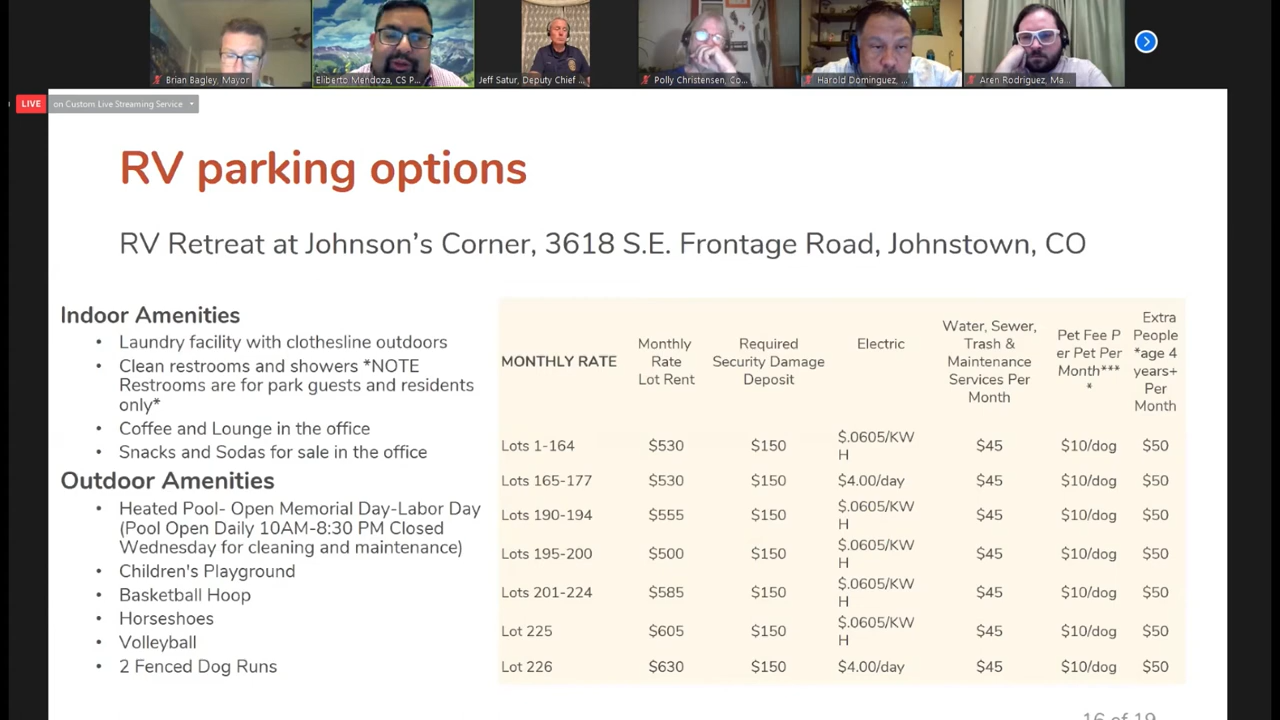 Brian Bagley, Mayor
Eliberto Mendoza, CS P...
Jeff Satur, Deputy Chief ...
Polly Christensen, Co...
Harold Dominguez, ...
Aren Rodriguez, Ma...
LIVE on Custom Live Streaming Service
RV parking options
RV Retreat at Johnson's Corner, 3618 S.E. Frontage Road, Johnstown, CO
Indoor Amenities
• Laundry facility with clothesline outdoors
• Clean restrooms and showers *NOTE
Restrooms are for park guests and residents
only*
• Coffee and Lounge in the office
• Snacks and Sodas for sale in the office
Outdoor Amenities
• Heated Pool- Open Memorial Day-Labor Day
(Pool Open Daily 10AM-8:30 PM Closed
Wednesday for cleaning and maintenance)
• Children's Playground
• Basketball Hoop
• Horseshoes
• Volleyball
• 2 Fenced Dog Runs
MONTHLY RATE
Monthly
Rate
Lot Rent
Required
Security Damage
Deposit
Electric
Water, Sewer,
Trash &
Maintenance
Services Per
Month
Pet Fee P
er Pet Per
Month***
*
Extra
People
*age 4
years+
Per
Month
Lots 1-164 $530 $150 $.0605/KW
H $45 $10/dog $50
Lots 165-177 $530 $150 $4.00/day $45 $10/dog $50
Lots 190-194 $555 $150 $.0605/KW
H $45 $10/dog $50
Lots 195-200 $500 $150 $.0605/KW
H $45 $10/dog $50
Lots 201-224 $585 $150 $.0605/KW
H $45 $10/dog $50
Lot 225 $605 $150 $.0605/KW
H $45 $10/dog $50
Lot 226 $630 $150 $4.00/day $45 $10/dog $50
16 of 19